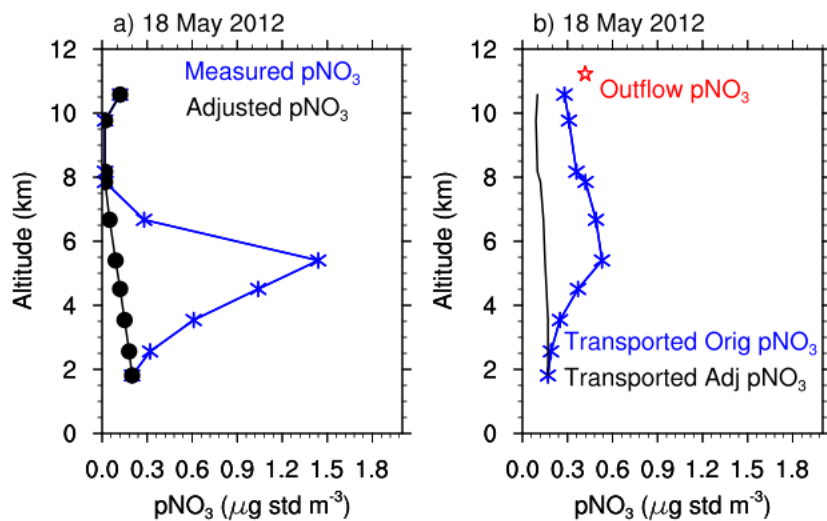 a) 18 May 2012
Measured pNO₃
Adjusted pNO₃
Altitude (km)
12
10
8
6
4
2
0
0.0 0.3 0.6 0.9 1.2 1.5 1.8
pNO₃ (μg std m⁻³)
b) 18 May 2012
Outflow pNO₃
Transported Orig pNO₃
Transported Adj pNO₃
Altitude (km)
12
10
8
6
4
2
0
0.0 0.3 0.6 0.9 1.2 1.5 1.8
pNO₃ (μg std m⁻³)